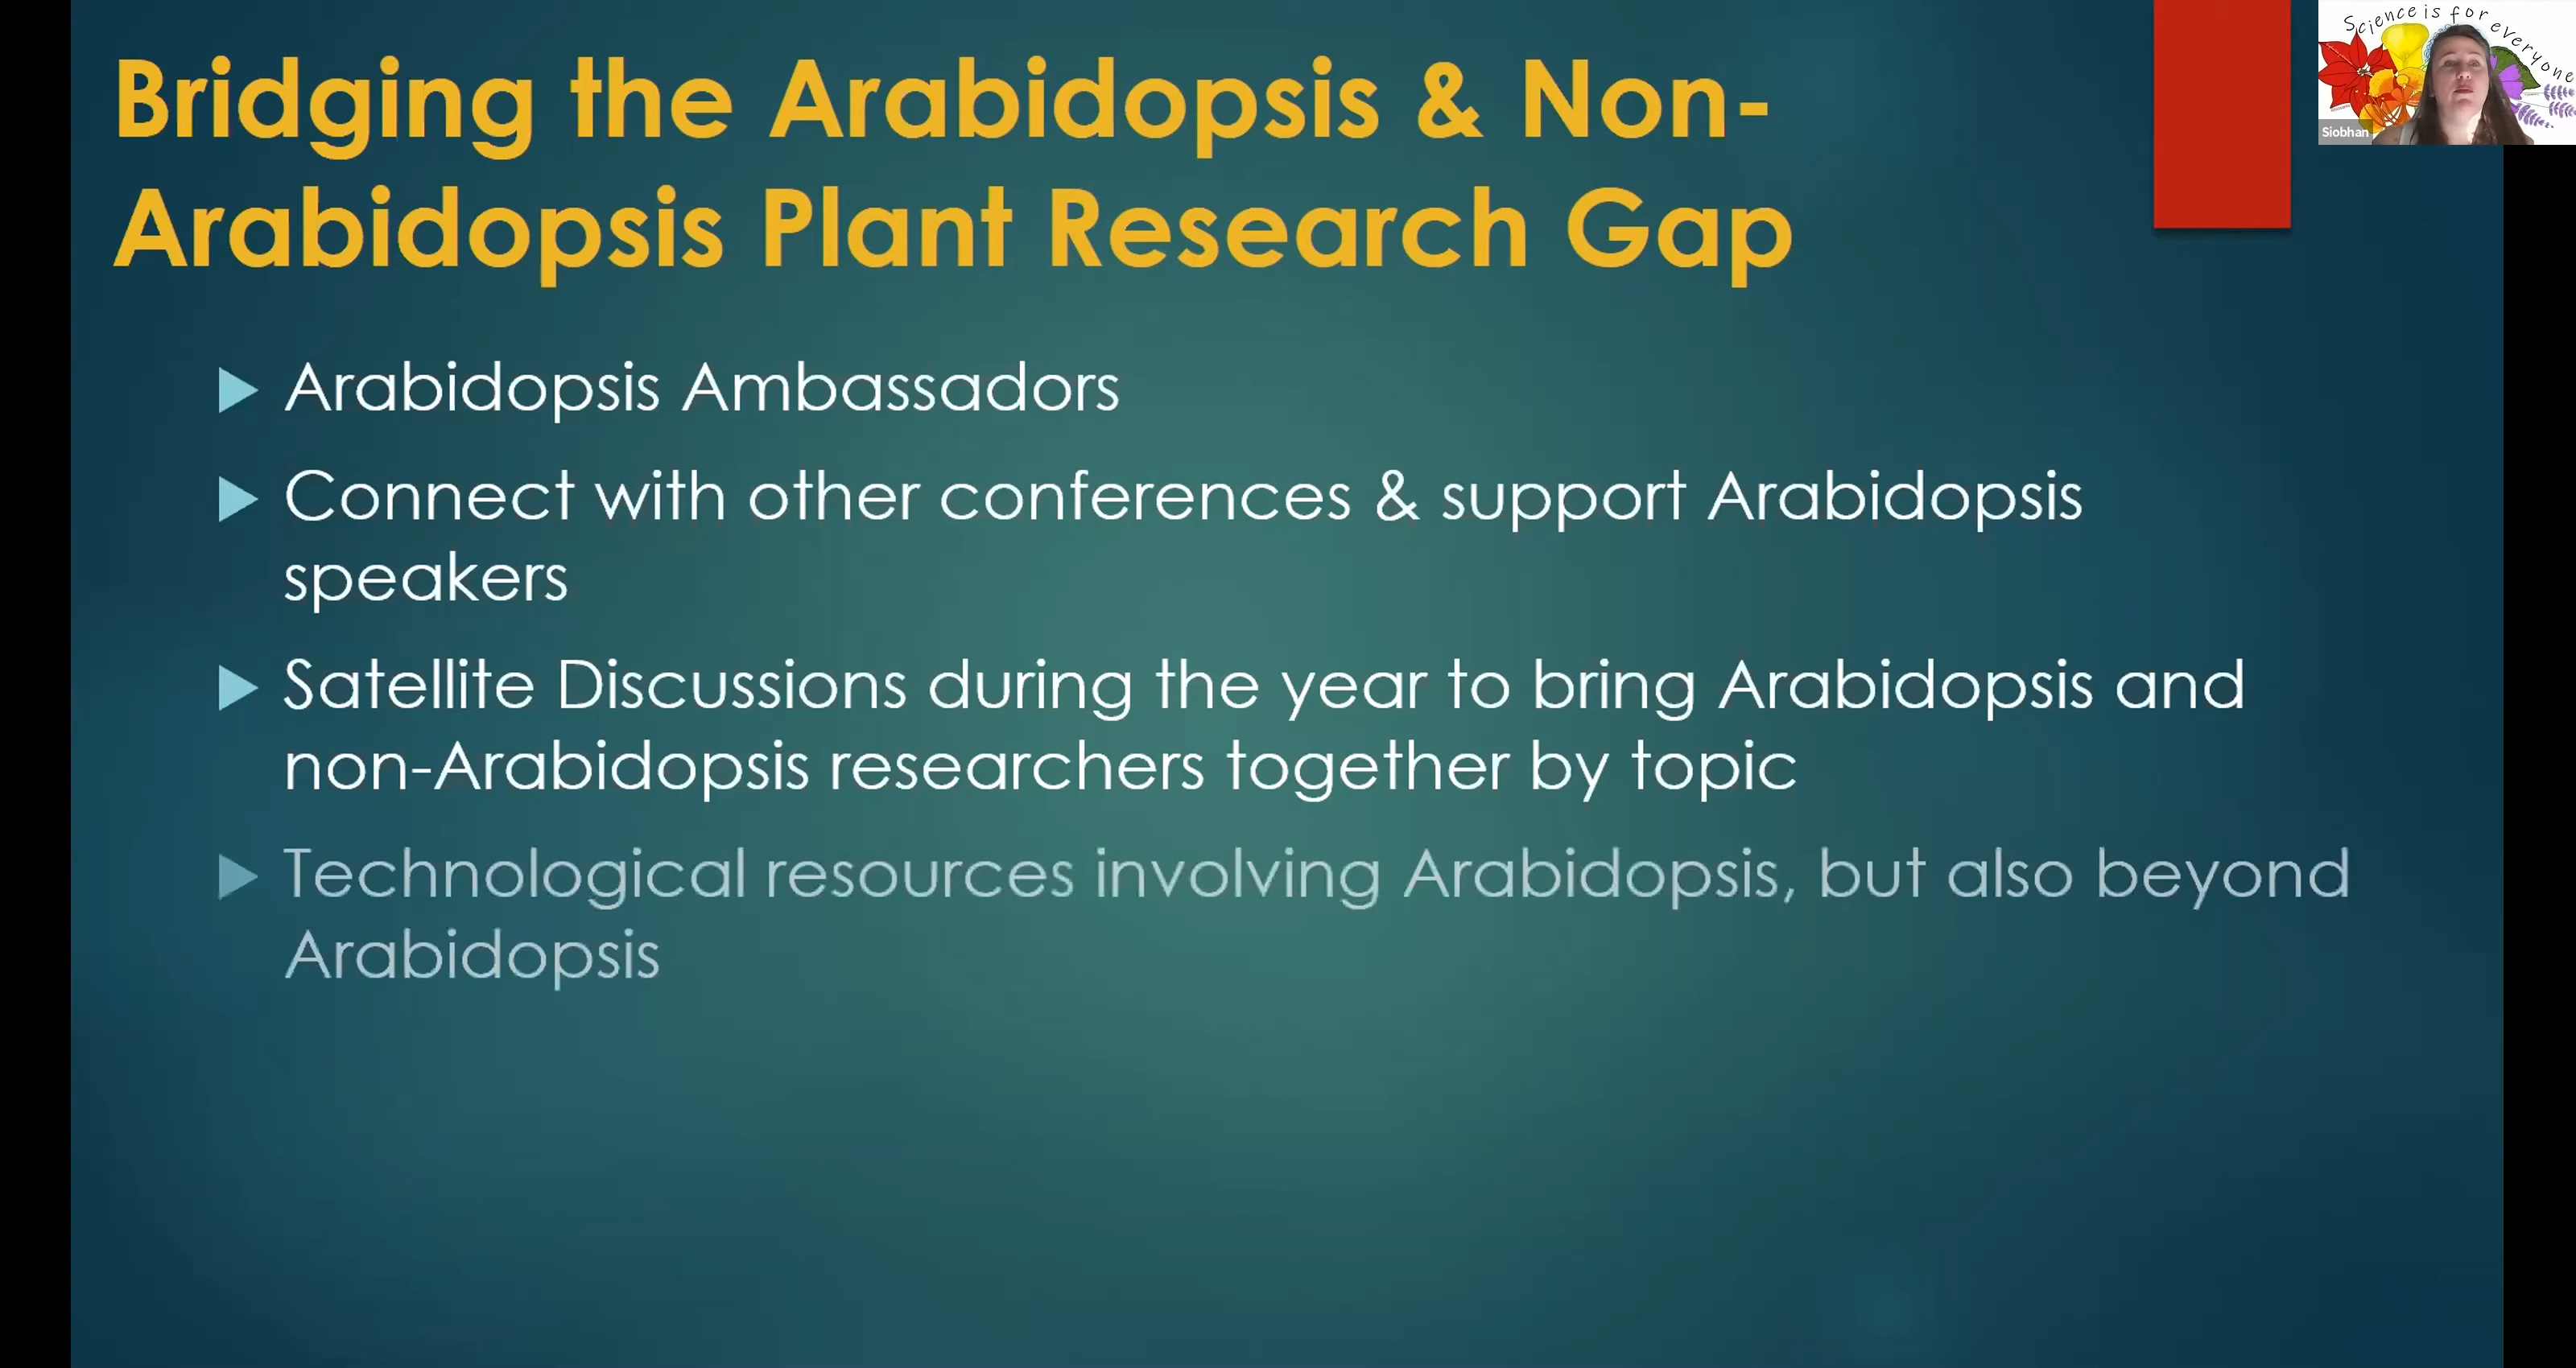 Bridging the Arabidopsis & Non-
Arabidopsis Plant Research Gap
Arabidopsis Ambassadors
Connect with other conferences & support Arabidopsis
speakers
Satellite Discussions during the year to bring Arabidopsis and
non-Arabidopsis researchers together by topic
Technological resources involving Arabidopsis, but also beyond
Arabidopsis
Science is for everyone
Siobhan